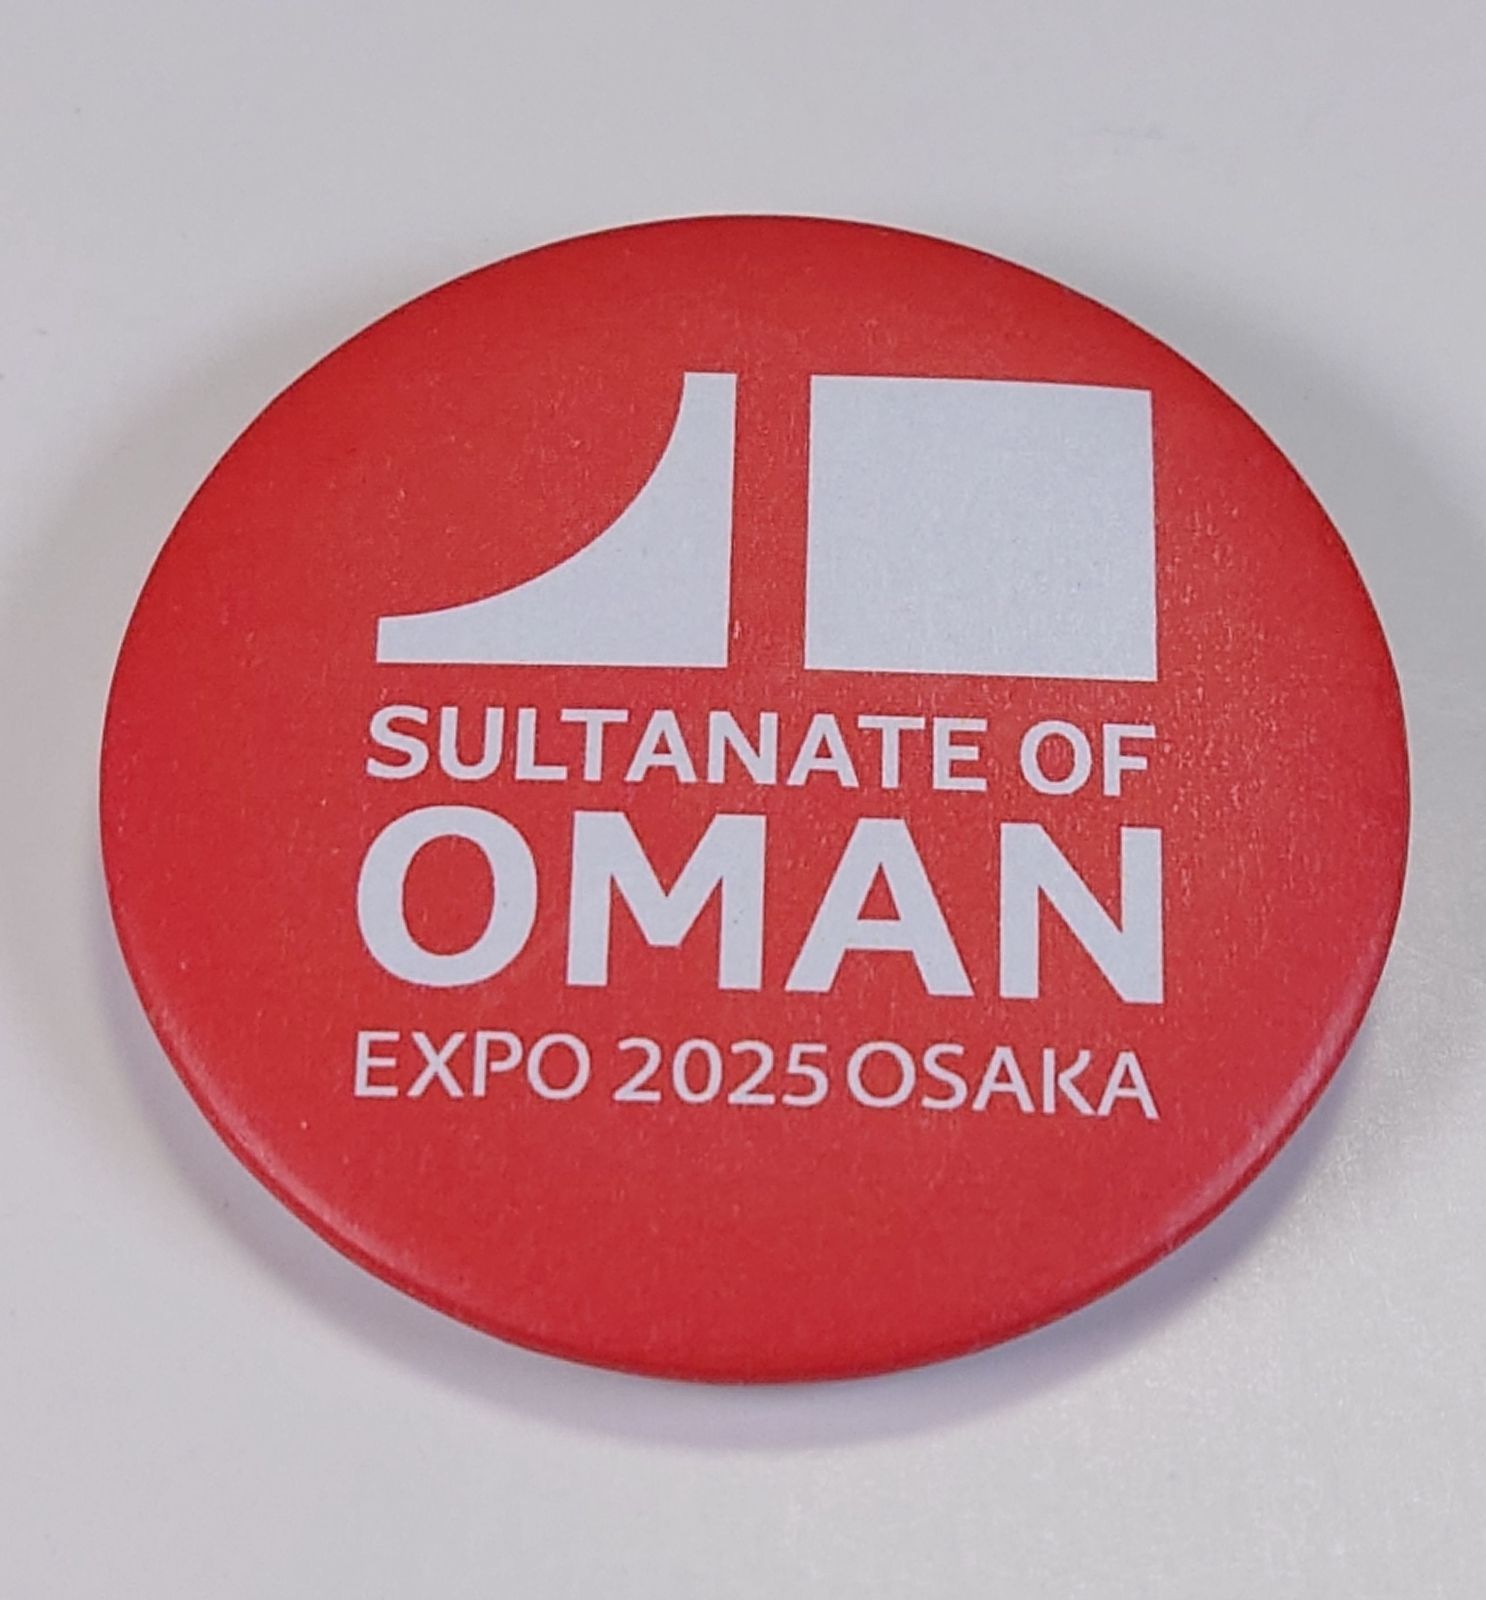 SULTANATE OF
OMAN
EXPO 2025 OSAKA